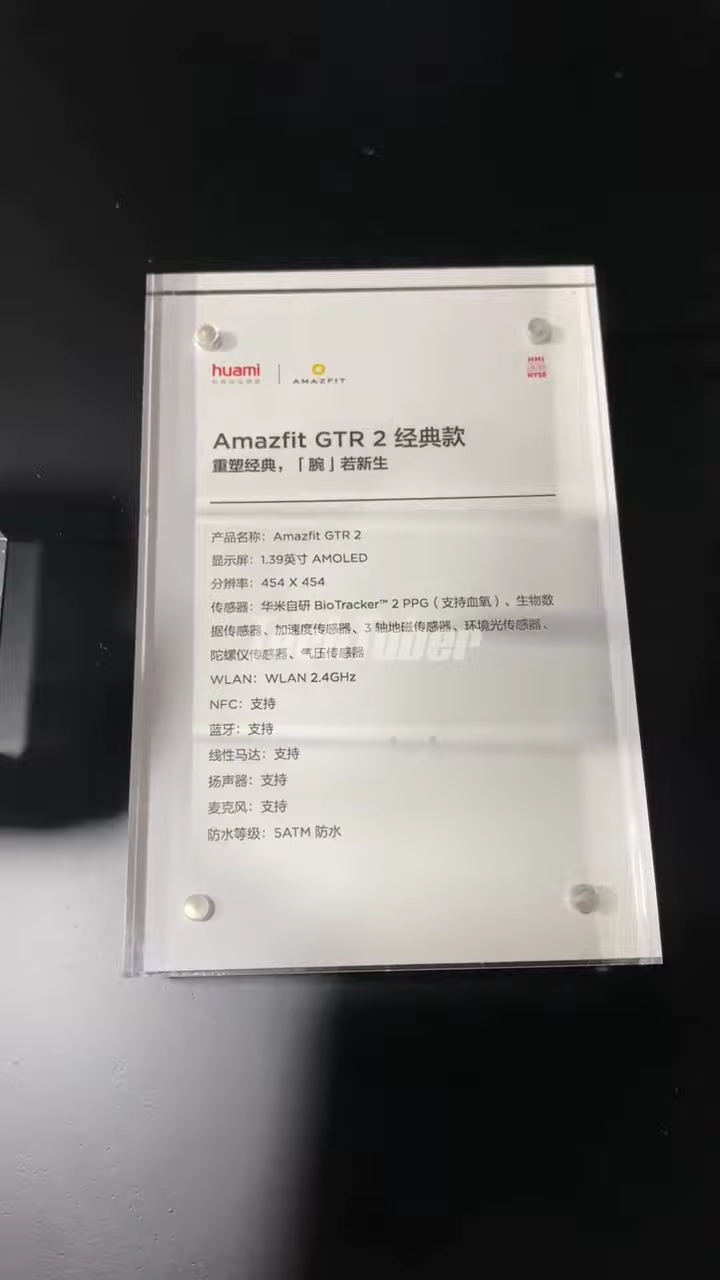 huami
AMAZFIT
HMI
NYSE
Amazfit GTR 2 经典款
重塑经典，「腕」若新生
产品名称：Amazfit GTR 2
显示屏：1.39英寸 AMOLED
分辨率：454 X 454
传感器：华米自研 BioTracker™ 2 PPG（支持血氧）、生物数
据传感器、加速度传感器、3 轴地磁传感器、环境光传感器、
陀螺仪传感器、气压传感器
WLAN：WLAN 2.4GHz
NFC：支持
蓝牙：支持
线性马达：支持
扬声器：支持
麦克风：支持
防水等级：5ATM 防水